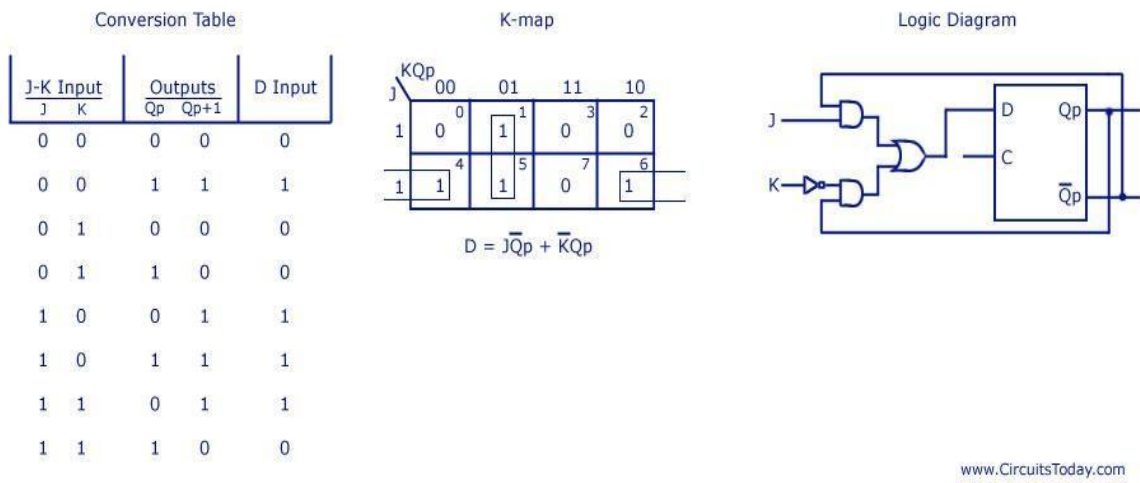 Conversion Table
J-K Input Outputs D Input
J K Qp Qp+1
0 0 0 0 0
0 0 1 1 1
0 1 0 0 0
0 1 1 0 0
1 0 0 1 1
1 0 1 1 1
1 1 0 1 1
1 1 1 0 0
K-map
KQp
J 00 01 11 10
0 1 3 2
1 0 1 0 0
4 5 7 6
1 1 1 0 1
D = JQ̅p + K̅Qp
Logic Diagram
J
K
D Qp
C
Q̅p
www.CircuitsToday.com